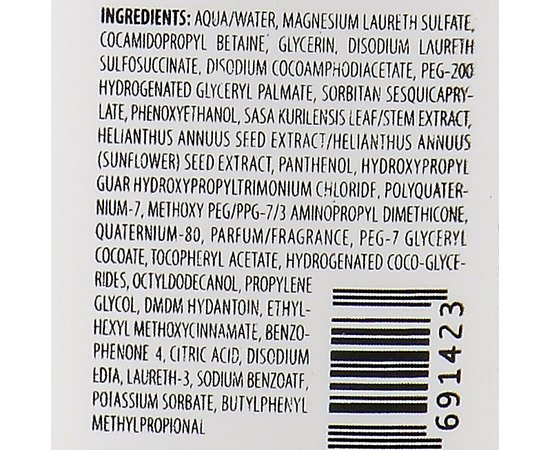 INGREDIENTS: AQUA/WATER, MAGNESIUM LAURETH SULFATE,
COCAMIDOPROPYL BETAINE, GLYCERIN, DISODIUM LAURETH
SULFOSUCCINATE, DISODIUM COCOAMPHODIACETATE, PEG-200
HYDROGENATED GLYCERYL PALMATE, SORBITAN SESQUICAPRY-
LATE, PHENOXYETHANOL, SASA KURILENSIS LEAF/STEM EXTRACT,
HELIANTHUS ANNUUS SEED EXTRACT/HELIANTHUS ANNUUS
(SUNFLOWER) SEED EXTRACT, PANTHENOL, HYDROXYPROPYL
GUAR HYDROXYPROPYLTRIMONIUM CHLORIDE, POLYQUATER-
NIUM-7, METHOXY PEG/PPG-7/3 AMINOPROPYL DIMETHICONE,
QUATERNIUM-80, PARFUM/FRAGRANCE, PEG-7 GLYCERYL
COCOATE, TOCOPHERYL ACETATE, HYDROGENATED COCO-GLYCE-
RIDES, OCTYLDODECANOL, PROPYLENE
GLYCOL, DMDM HYDANTOIN, ETHYL-
HEXYL METHOXYCINNAMATE, BENZO-
PHENONE 4, CITRIC ACID, DISODIUM
EDTA, LAURETH-3, SODIUM BENZOATE,
POTASSIUM SORBATE, BUTYLPHENYL
METHYLPROPIONAL
691423